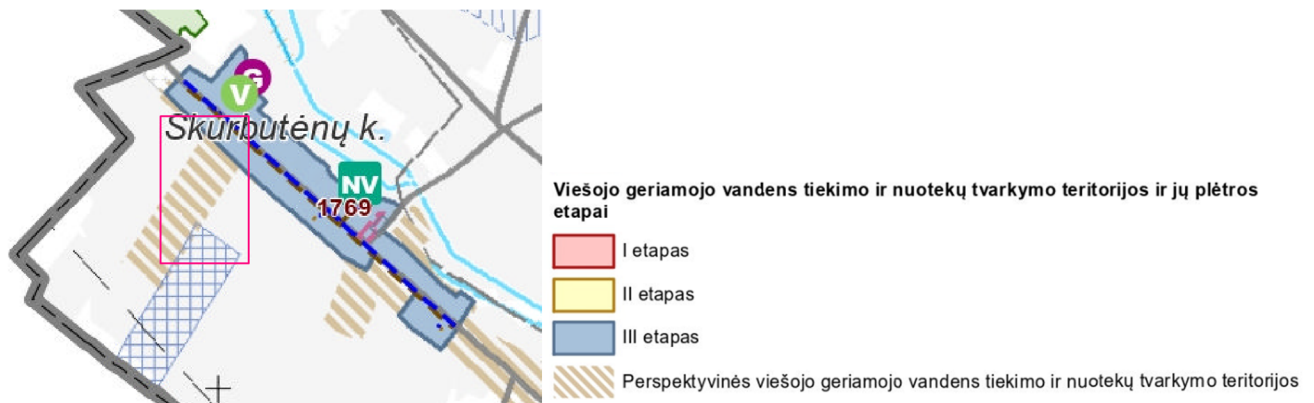 G
V
Skurbutėnų k.
NV
1769
Viešojo geriamojo vandens tiekimo ir nuotekų tvarkymo teritorijos ir jų plėtros
etapai
I etapas
II etapas
III etapas
Perspektyvinės viešojo geriamojo vandens tiekimo ir nuotekų tvarkymo teritorijos